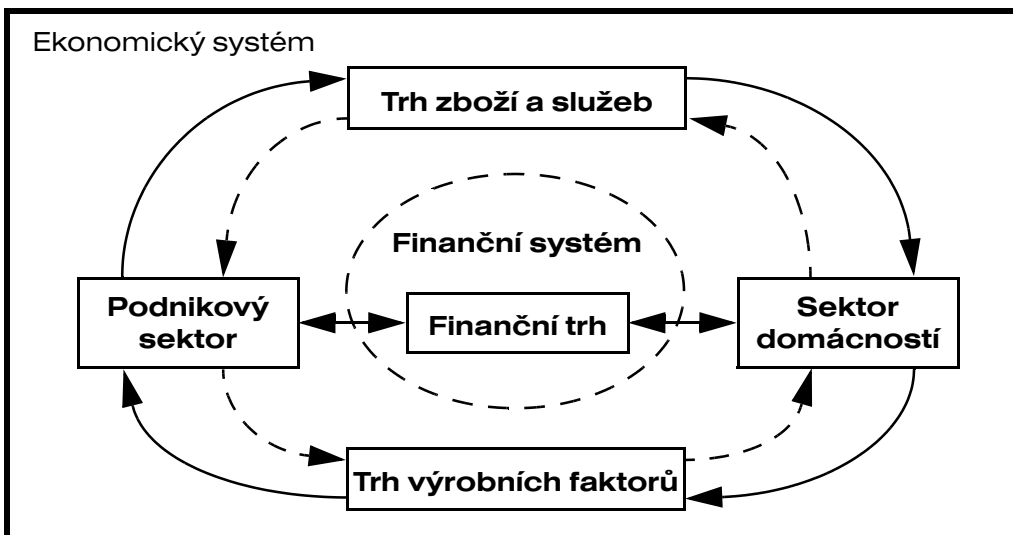 Ekonomický systém
Trh zboží a služeb
Finanční systém
Podnikový
sektor
Finanční trh
Sektor
domácností
Trh výrobních faktorů